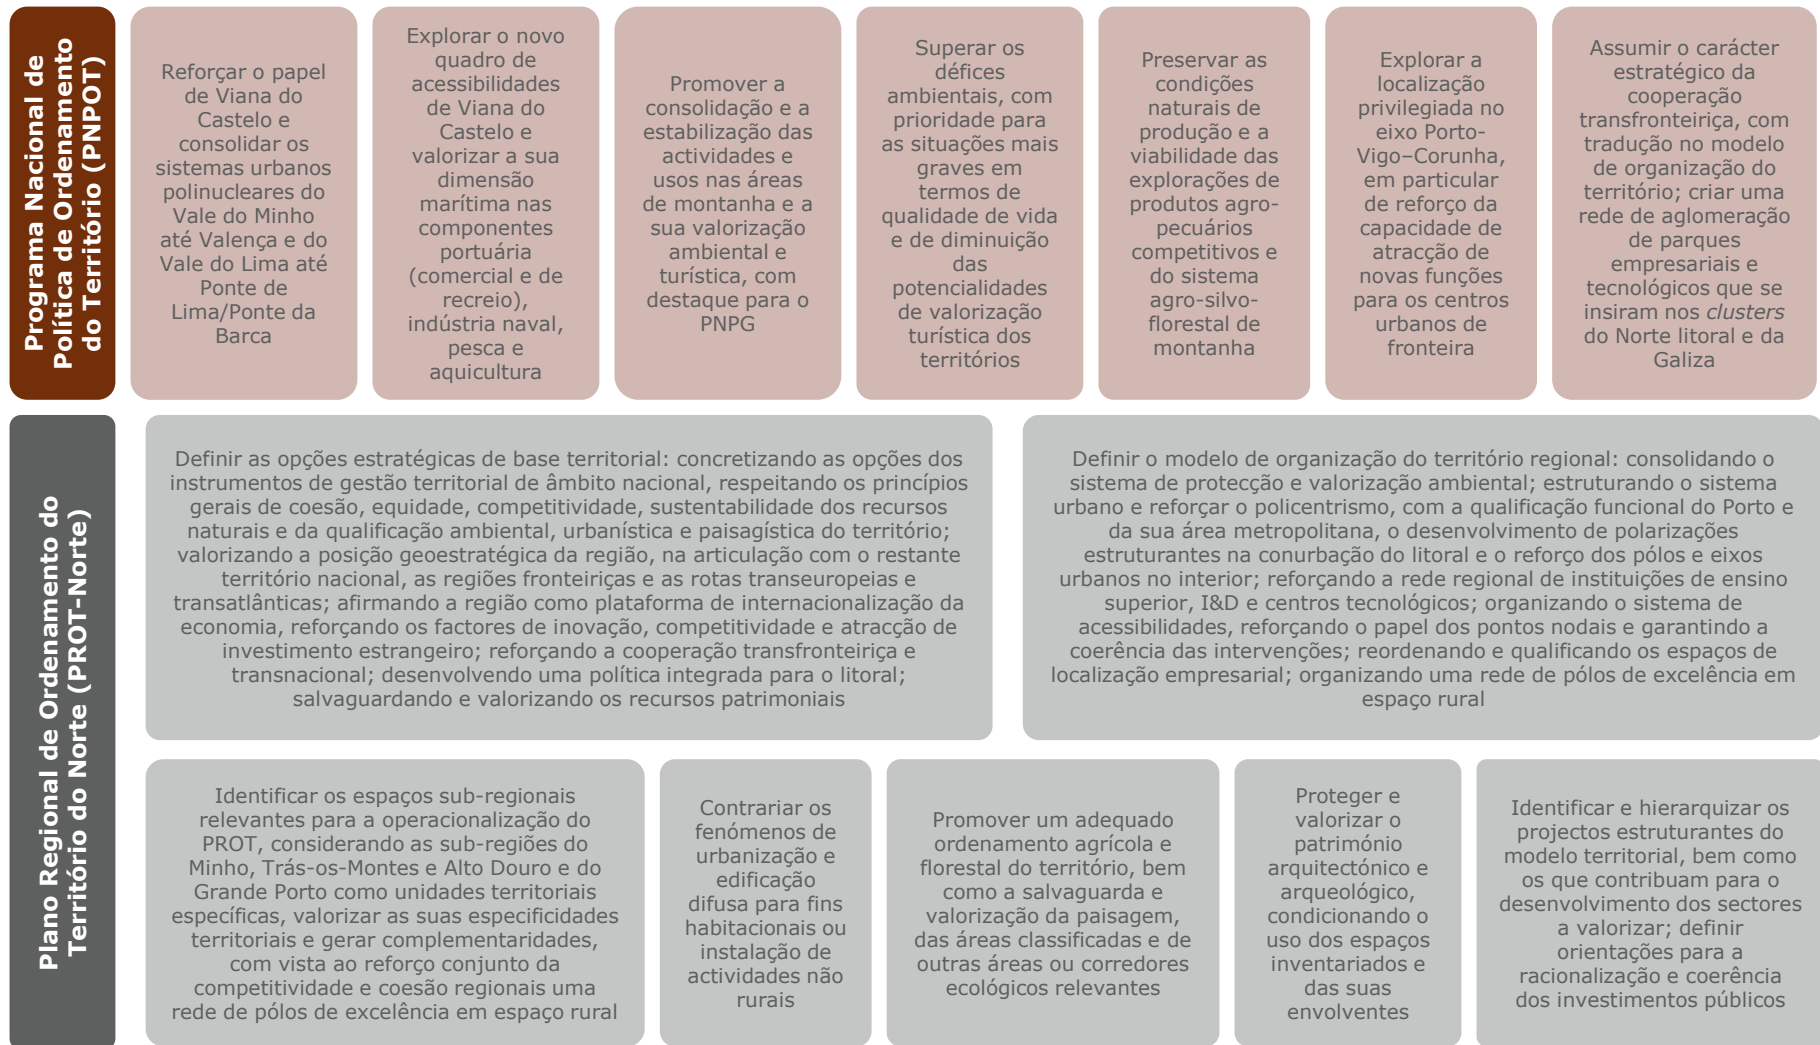 Programa Nacional de
Política de Ordenamento
do Território (PNPOT)
Reforçar o papel
de Viana do
Castelo e
consolidar os
sistemas urbanos
polinucleares do
Vale do Minho
até Valença e do
Vale do Lima até
Ponte de
Lima/Ponte da
Barca
Explorar o novo
quadro de
acessibilidades
de Viana do
Castelo e
valorizar a sua
dimensão
marítima nas
componentes
portuária
(comercial e de
recreio),
indústria naval,
pesca e
aquicultura
Promover a
consolidação e a
estabilização das
actividades e
usos nas áreas
de montanha e a
sua valorização
ambiental e
turística, com
destaque para o
PNPG
Superar os
défices
ambientais, com
prioridade para
as situações mais
graves em
termos de
qualidade de vida
e de diminuição
das
potencialidades
de valorização
turística dos
territórios
Preservar as
condições
naturais de
produção e a
viabilidade das
explorações de
produtos agro-
pecuários
competitivos e
do sistema
agro-silvo-
florestal de
montanha
Explorar a
localização
privilegiada no
eixo Porto-
Vigo–Corunha,
em particular
de reforço da
capacidade de
atracção de
novas funções
para os centros
urbanos de
fronteira
Assumir o carácter
estratégico da
cooperação
transfronteiriça, com
tradução no modelo
de organização do
território; criar uma
rede de aglomeração
de parques
empresariais e
tecnológicos que se
insiram nos clusters
do Norte litoral e da
Galiza
Plano Regional de Ordenamento do
Território do Norte (PROT-Norte)
Definir as opções estratégicas de base territorial: concretizando as opções dos
instrumentos de gestão territorial de âmbito nacional, respeitando os princípios
gerais de coesão, equidade, competitividade, sustentabilidade dos recursos
naturais e da qualificação ambiental, urbanística e paisagística do território;
valorizando a posição geoestratégica da região, na articulação com o restante
território nacional, as regiões fronteiriças e as rotas transeuropeias e
transatlânticas; afirmando a região como plataforma de internacionalização da
economia, reforçando os factores de inovação, competitividade e atracção de
investimento estrangeiro; reforçando a cooperação transfronteiriça e
transnacional; desenvolvendo uma política integrada para o litoral;
salvaguardando e valorizando os recursos patrimoniais
Definir o modelo de organização do território regional: consolidando o
sistema de protecção e valorização ambiental; estruturando o sistema
urbano e reforçar o policentrismo, com a qualificação funcional do Porto e
da sua área metropolitana, o desenvolvimento de polarizações
estruturantes na conurbação do litoral e o reforço dos pólos e eixos
urbanos no interior; reforçando a rede regional de instituições de ensino
superior, I&D e centros tecnológicos; organizando o sistema de
acessibilidades, reforçando o papel dos pontos nodais e garantindo a
coerência das intervenções; reordenando e qualificando os espaços de
localização empresarial; organizando uma rede de pólos de excelência em
espaço rural
Identificar os espaços sub-regionais
relevantes para a operacionalização do
PROT, considerando as sub-regiões do
Minho, Trás-os-Montes e Alto Douro e do
Grande Porto como unidades territoriais
específicas, valorizar as suas especificidades
territoriais e gerar complementaridades,
com vista ao reforço conjunto da
competitividade e coesão regionais uma
rede de pólos de excelência em espaço rural
Contrariar os
fenómenos de
urbanização e
edificação
difusa para fins
habitacionais ou
instalação de
actividades não
rurais
Promover um adequado
ordenamento agrícola e
florestal do território, bem
como a salvaguarda e
valorização da paisagem,
das áreas classificadas e de
outras áreas ou corredores
ecológicos relevantes
Proteger e
valorizar o
património
arquitectónico e
arqueológico,
condicionando o
uso dos espaços
inventariados e
das suas
envolventes
Identificar e hierarquizar os
projectos estruturantes do
modelo territorial, bem como
os que contribuam para o
desenvolvimento dos sectores
a valorizar; definir
orientações para a
racionalização e coerência
dos investimentos públicos